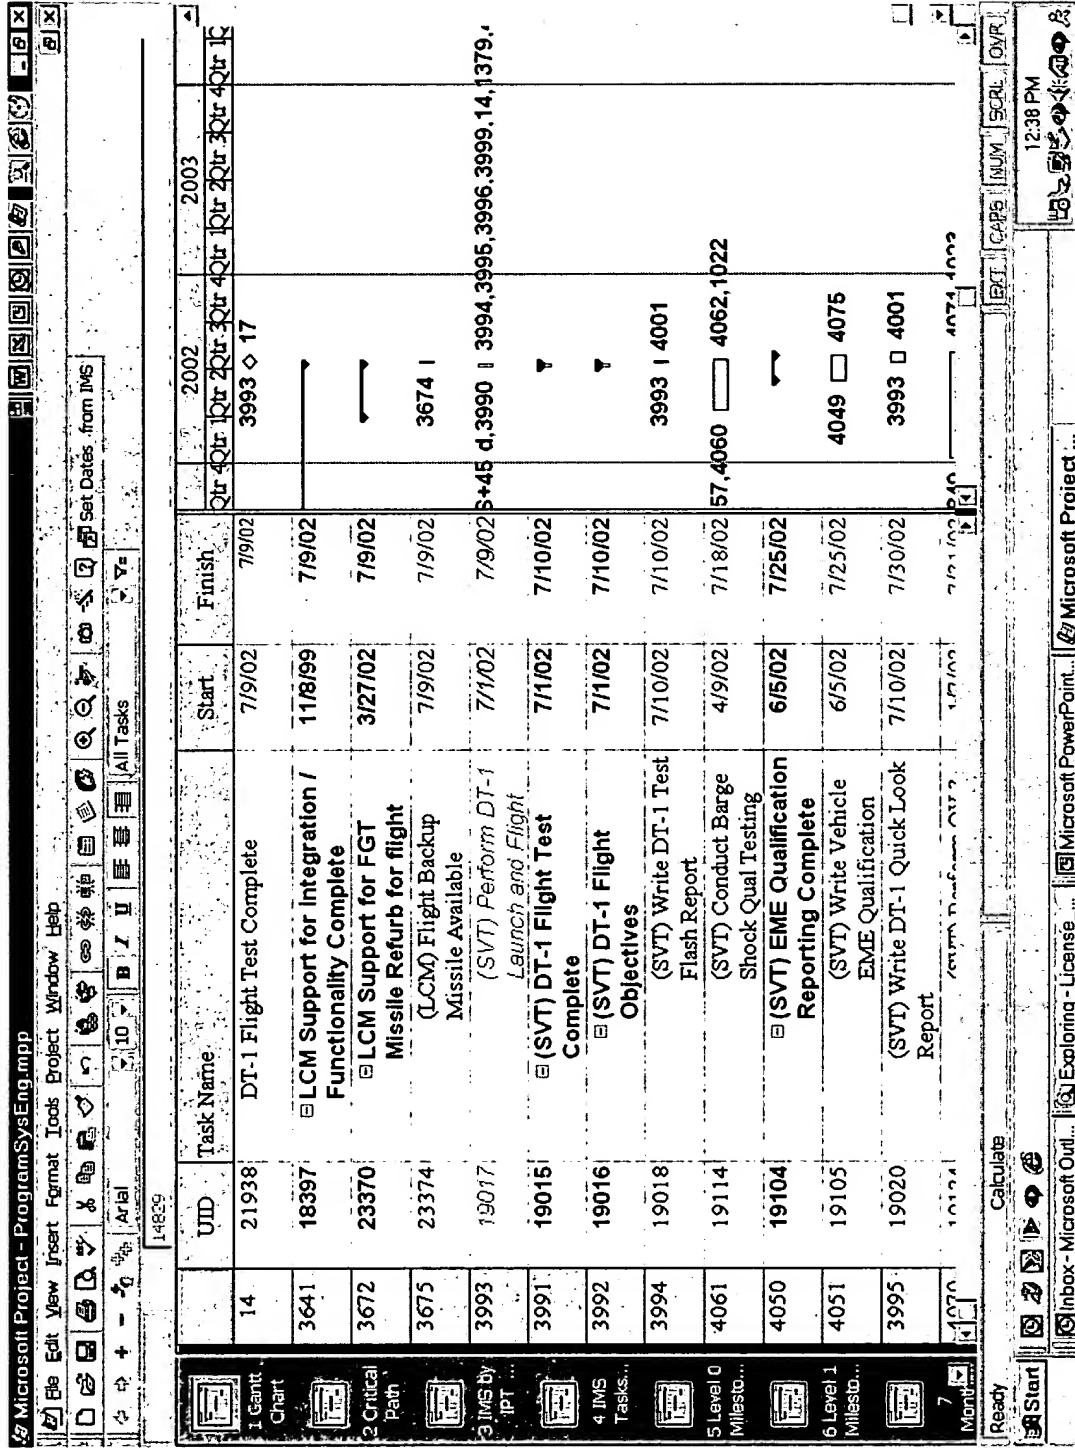 Microsoft Project - ProgramSysEng.mpp
File Edit View Insert Format Tools Project Window Help
Set Dates from IMS
Arial 10 B I U All Tasks
14829
UID Task Name Start Finish
2002 2003
Qtr 4 Qtr 1 Qtr 2 Qtr 3 Qtr 4 Qtr 1 Qtr 2 Qtr 3 Qtr 4 Qtr 1
14 21938 DT-1 Flight Test Complete 7/9/02 7/9/02 3993 17
3641 18397 LCM Support for Integration / 11/8/99 7/9/02
Functionality Complete
3672 23370 LCM Support for FGT 3/27/02 7/9/02
Missile Refurb for flight
3675 23374 (LCM) Flight Backup 7/9/02 7/9/02 3674
Missile Available
3993 19017 (SVT) Perform DT-1 7/1/02 7/9/02 S+45 d,3990 3994,3995,3996,3999,14,1379,
Launch and Flight
3991 19015 (SVT) DT-1 Flight Test 7/1/02 7/10/02
Complete
3992 19016 (SVT) DT-1 Flight 7/1/02 7/10/02
Objectives
3994 19018 (SVT) Write DT-1 Test 7/10/02 7/10/02 3993 4001
Flash Report
4061 19114 (SVT) Conduct Barge 4/9/02 7/18/02 57,4060 4062,1022
Shock Qual Testing
4050 19104 (SVT) EME Qualification 6/5/02 7/25/02
Reporting Complete
4051 19105 (SVT) Write Vehicle 6/5/02 7/25/02 4049 4075
EME Qualification
3995 19020 (SVT) Write DT-1 Quick Look 7/10/02 7/30/02 3993 4001
Report
1 Gantt
Chart
2 Critical
Path
3 IMS by
IPT ...
4 IMS
Tasks...
5 Level 0
Milesto...
6 Level 1
Milesto...
7
Month...
Ready Calculate EXT CAPS NUM SCRL OVR
Start Inbox - Microsoft Outl... Exploring - License ... Microsoft PowerPoint... Microsoft Project ... 12:38 PM